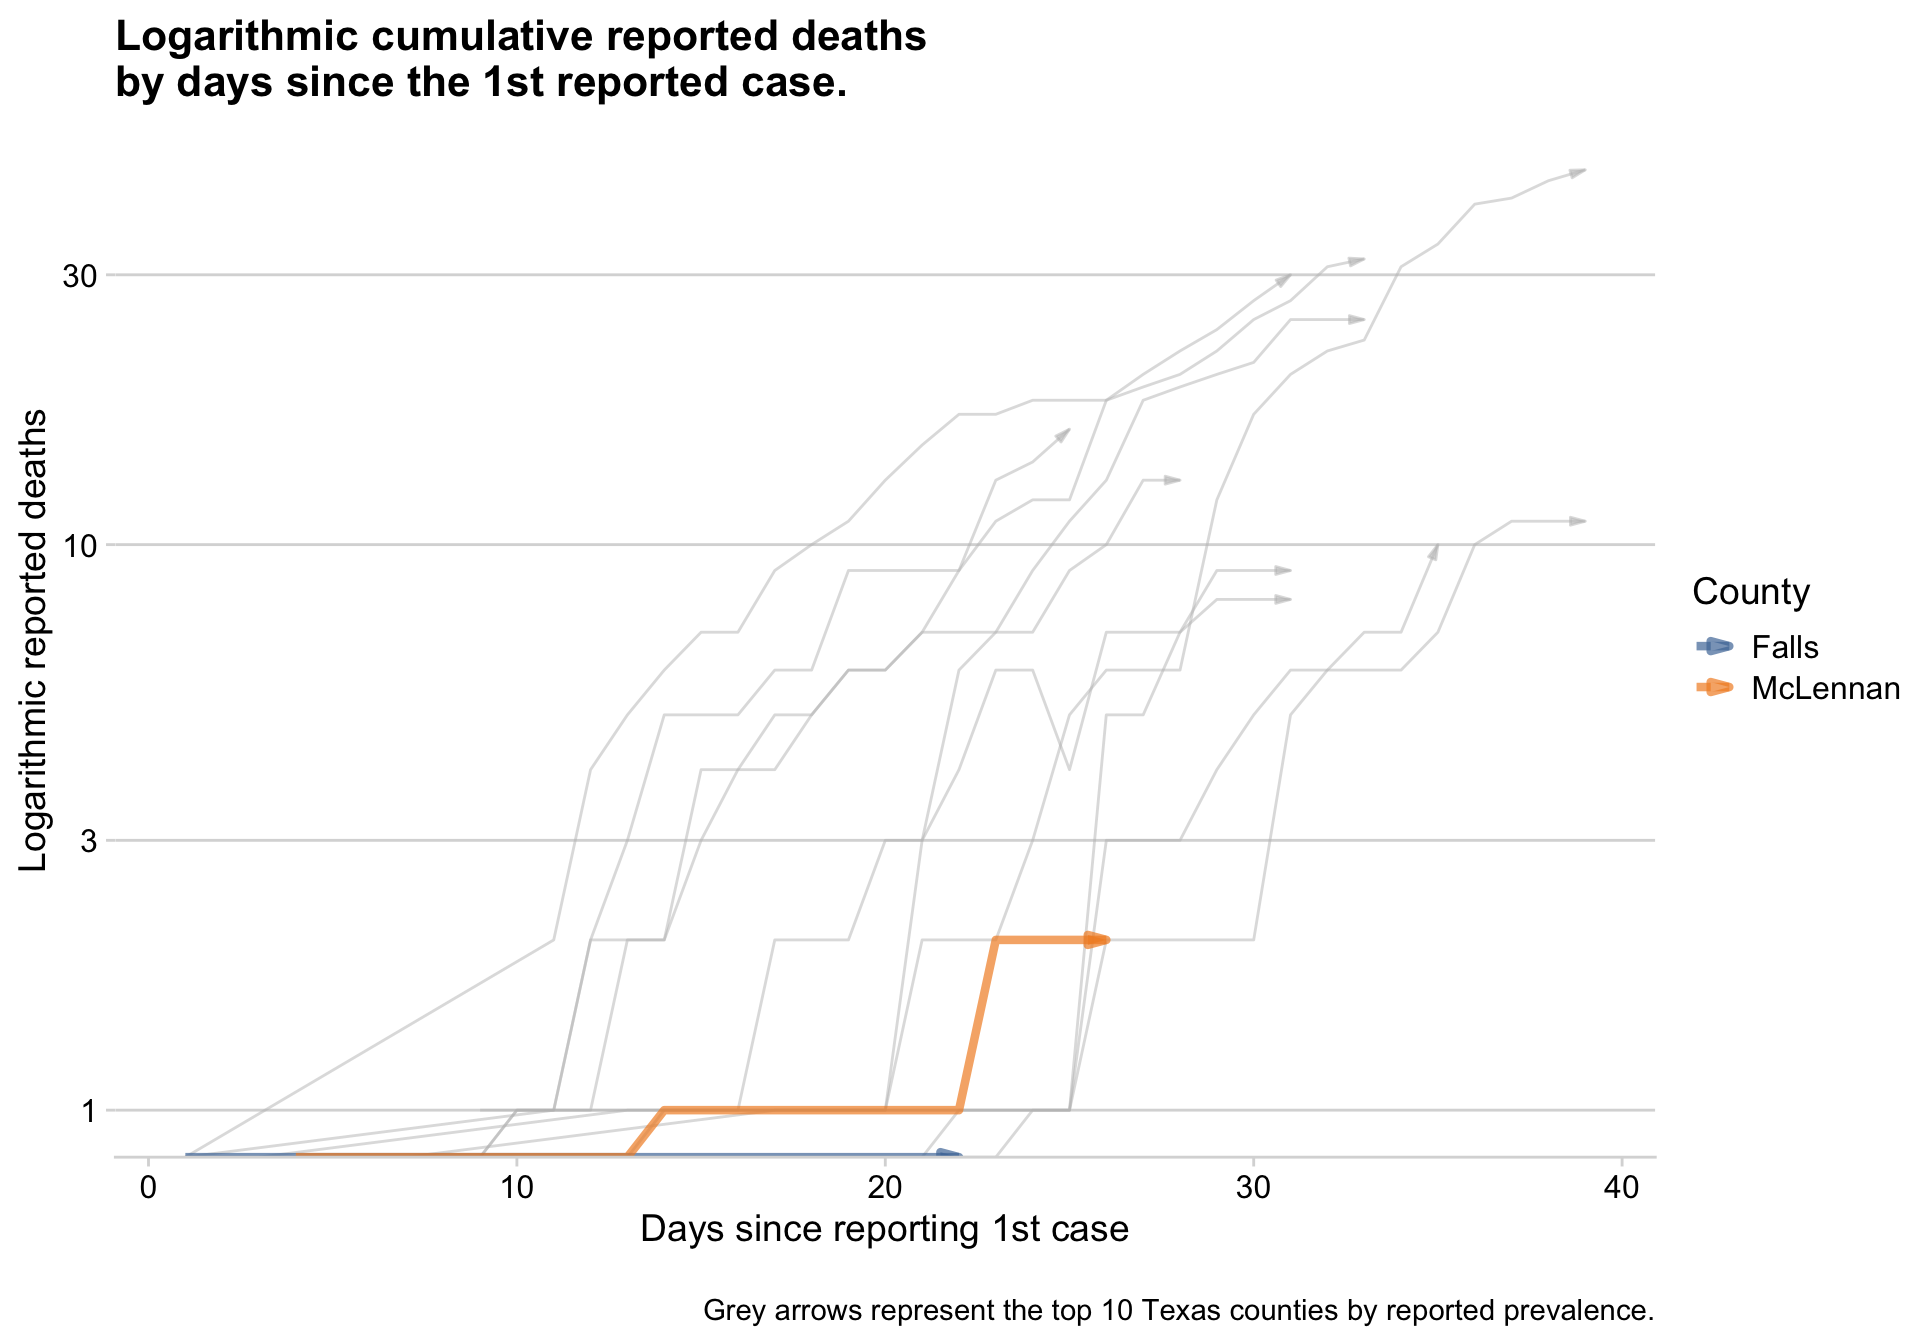 Logarithmic cumulative reported deaths
by days since the 1st reported case.
Logarithmic reported deaths
30
10
3
1
0
10
20
30
40
Days since reporting 1st case
County
Falls
McLennan
Grey arrows represent the top 10 Texas counties by reported prevalence.